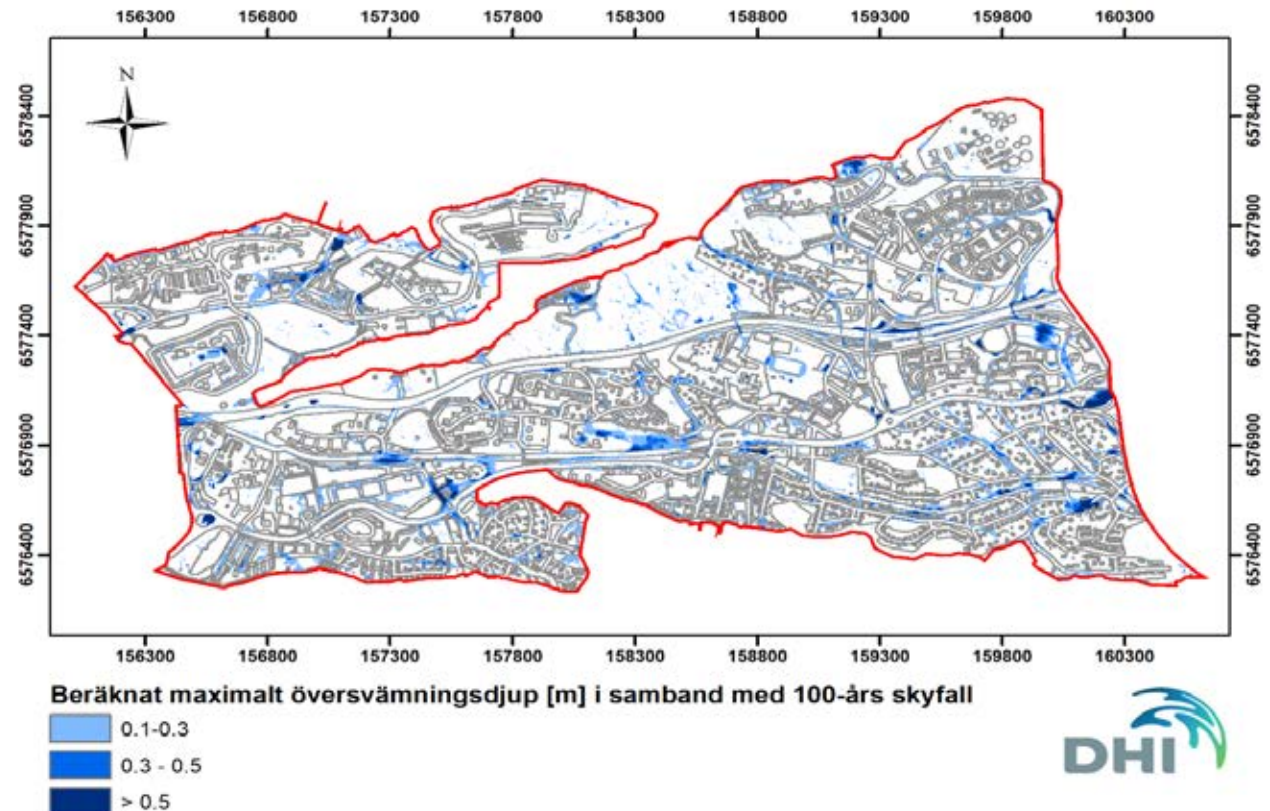 156300 156800 157300 157800 158300 158800 159300 159800 160300
N
6578400 6578400
6577900 6577900
6577400 6577400
6576900 6576900
6576400 6576400
156300 156800 157300 157800 158300 158800 159300 159800 160300
Beräknat maximalt översvämningsdjup [m] i samband med 100-års skyfall
0.1-0.3
0.3 - 0.5
> 0.5
DHI